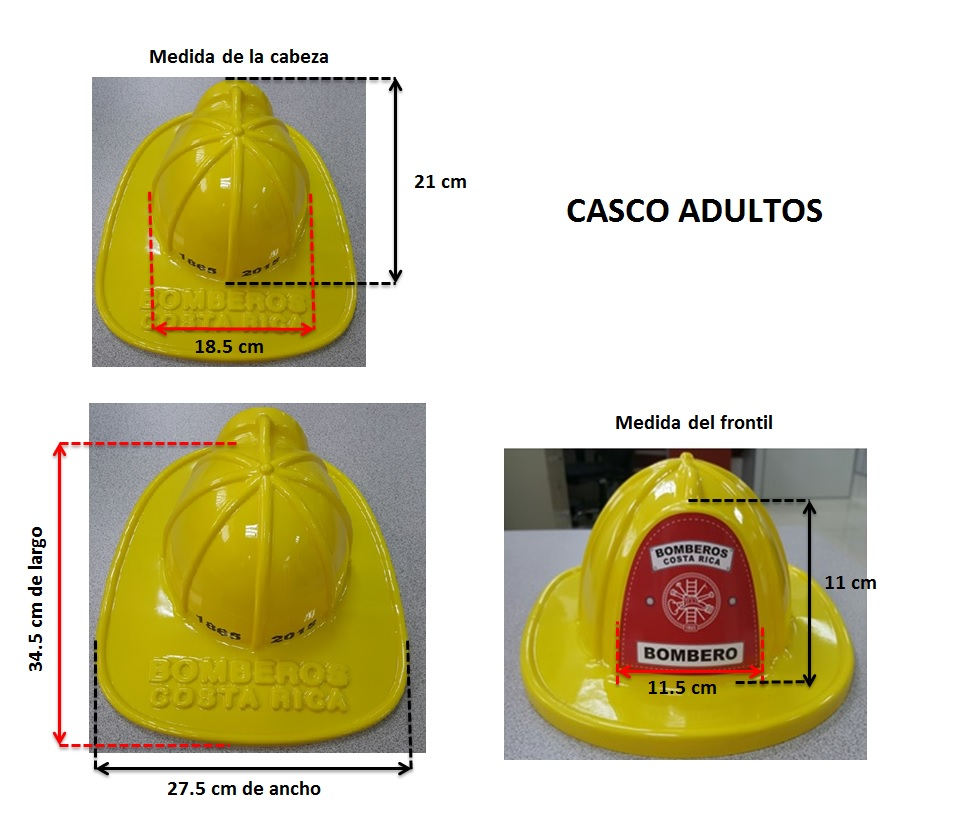 Medida de la cabeza
21 cm
CASCO ADULTOS
1865 2015
BOMBEROS
COSTA RICA
18.5 cm
Medida del frontil
34.5 cm de largo
1865 2015
BOMBEROS
COSTA RICA
27.5 cm de ancho
BOMBEROS
COSTA RICA
11 cm
BOMBERO
11.5 cm